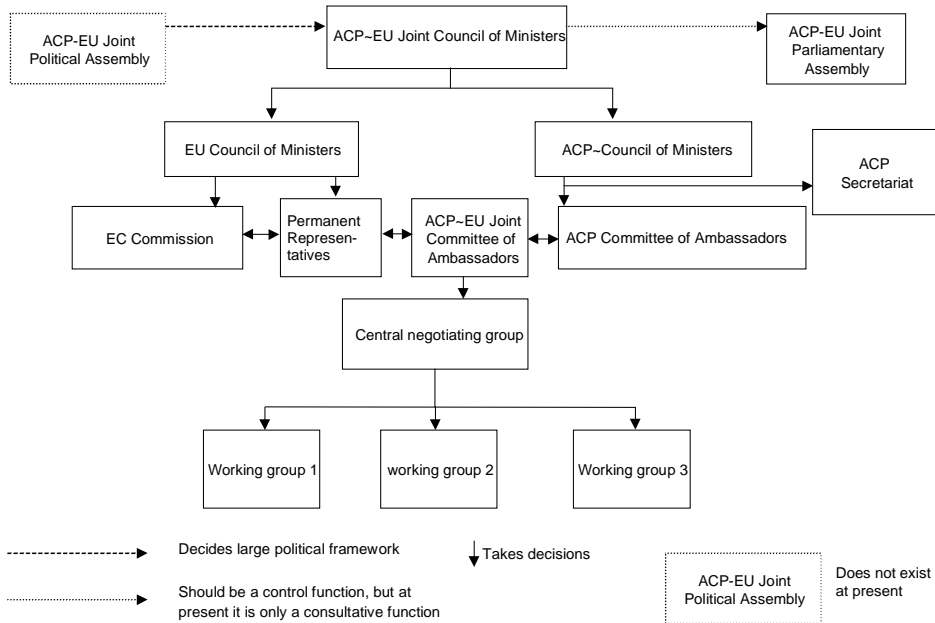 ACP-EU Joint
Political Assembly
ACP~EU Joint Council of Ministers
ACP-EU Joint
Parliamentary
Assembly
EU Council of Ministers
ACP~Council of Ministers
ACP
Secretariat
EC Commission
Permanent
Represen-
tatives
ACP~EU Joint
Committee of
Ambassadors
ACP Committee of Ambassadors
Central negotiating group
Working group 1
working group 2
Working group 3
Decides large political framework
Takes decisions
Should be a control function, but at
present it is only a consultative function
ACP-EU Joint
Political Assembly
Does not exist
at present